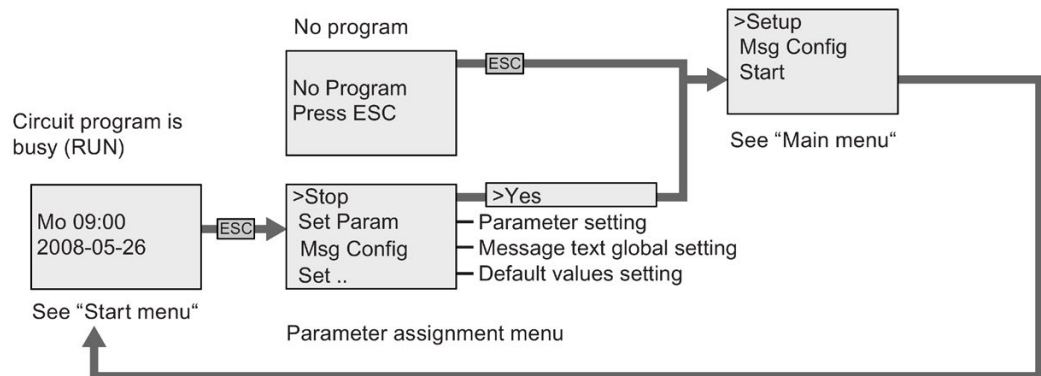 No program
No Program
Press ESC
ESC
>Setup
Msg Config
Start
See "Main menu“
Circuit program is
busy (RUN)
Mo 09:00
2008-05-26
See “Start menu“
ESC
>Stop
Set Param
Msg Config
Set ..
>Yes
Parameter setting
Message text global setting
Default values setting
Parameter assignment menu